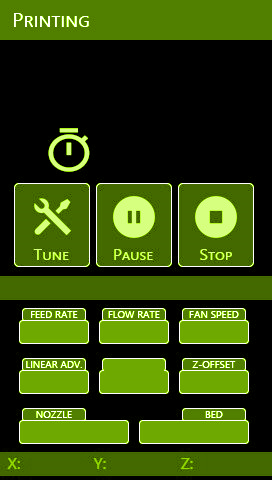 Printing
Tune Pause Stop
FEED RATE FLOW RATE FAN SPEED
LINEAR ADV. Z-OFFSET
NOZZLE BED
X: Y: Z: